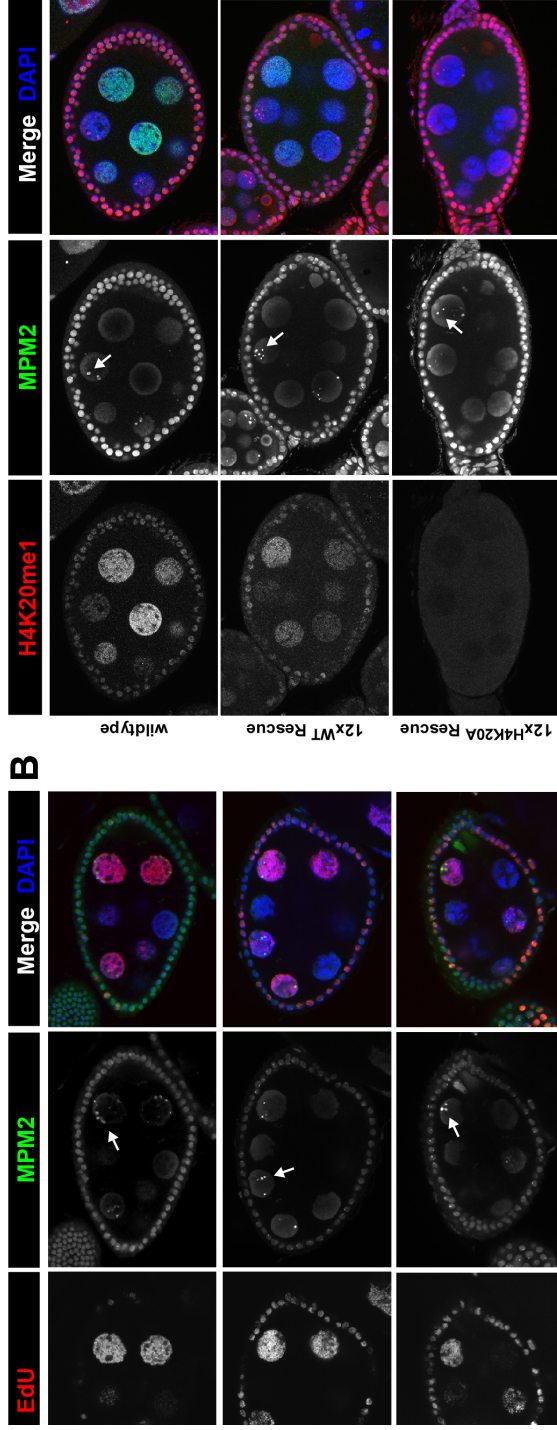 EdU
MPM2
Merge DAPI
B
H4K20me1
MPM2
Merge DAPI
wildtype
12xWT Rescue
12xH4K20A Rescue